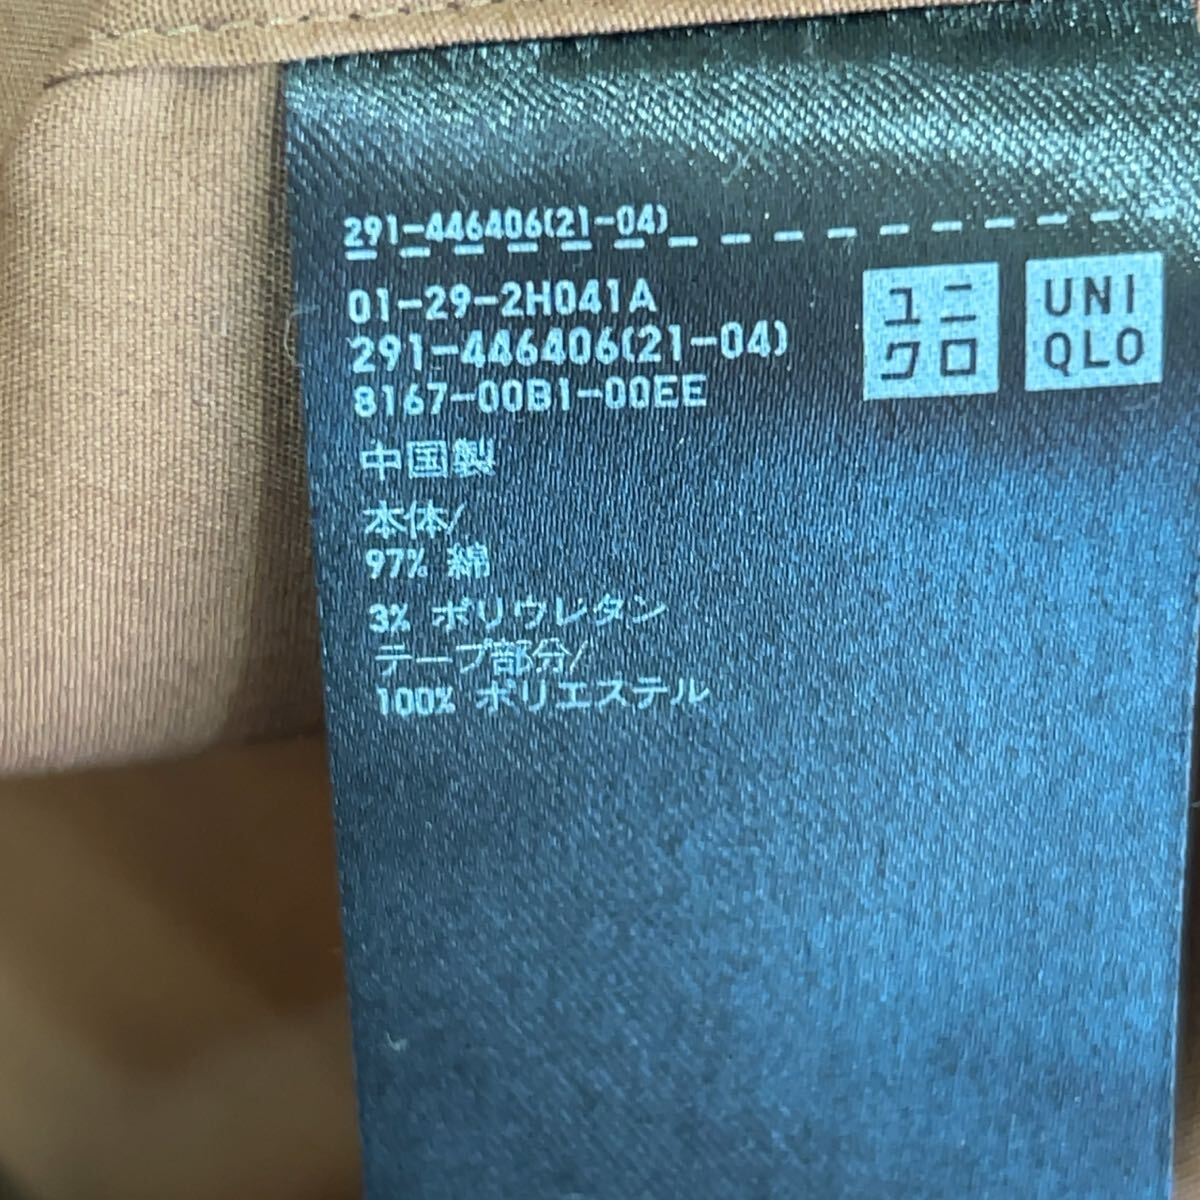 291-446406(21-04)
01-29-2H041A
291-446406(21-04)
8167-00B1-00EE
ユニ
クロ
UNI
QLO
中国製
本体/
97% 綿
3% ポリウレタン
テープ部分/
100% ポリエステル